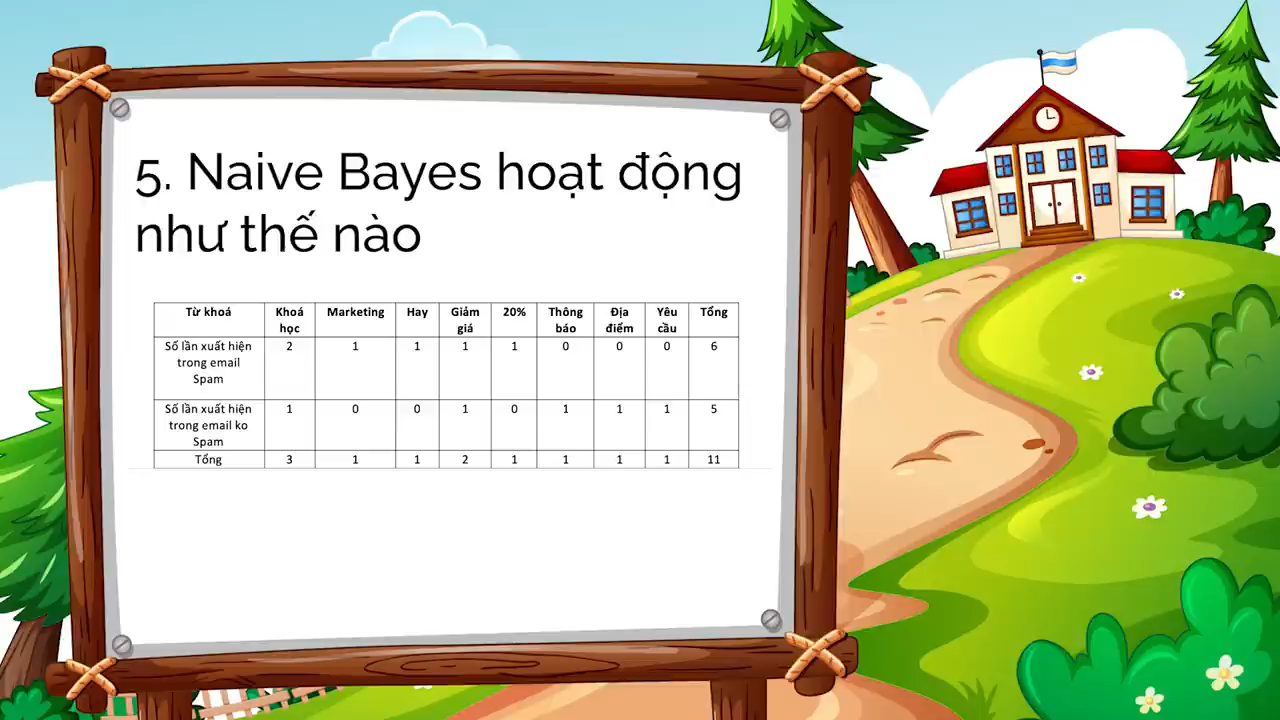 5. Naive Bayes hoạt động
như thế nào
Từ khoá Khoá học Marketing Hay Giảm giá 20% Thông báo Địa điểm Yêu cầu Tổng
Số lần xuất hiện trong email Spam 2 1 1 1 1 0 0 0 6
Số lần xuất hiện trong email ko Spam 1 0 0 1 0 1 1 1 5
Tổng 3 1 1 2 1 1 1 1 11